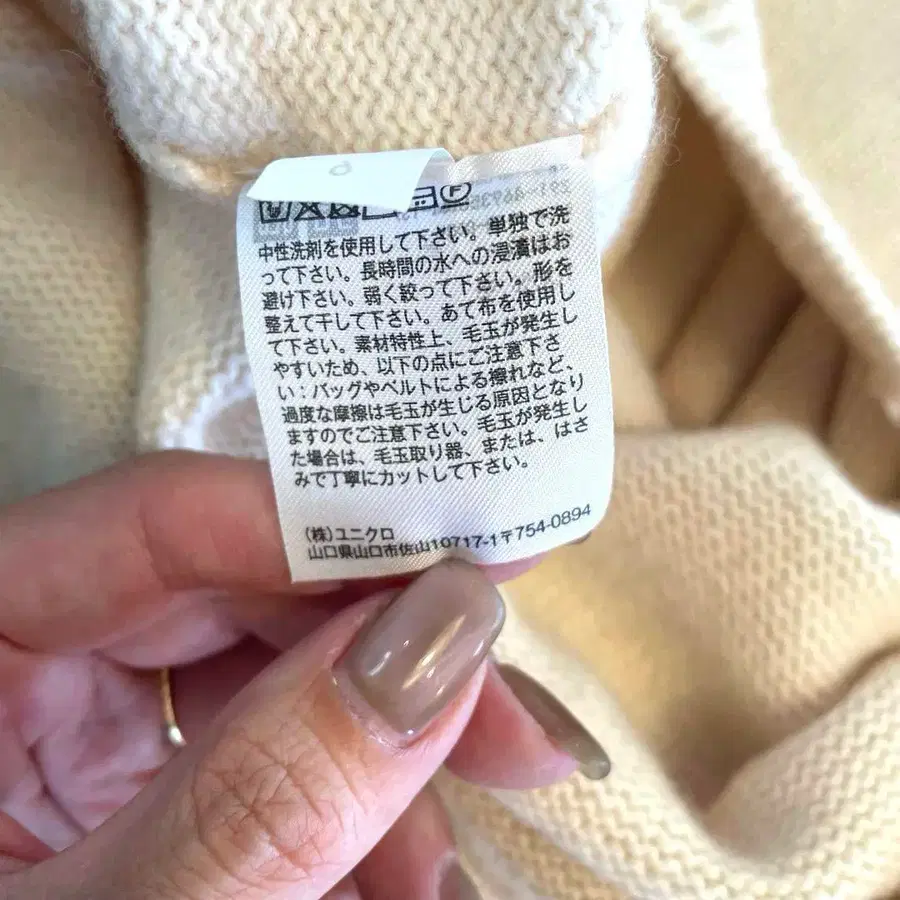 中性洗剤を使用して下さい。単独で洗
って下さい。長時間の水への浸漬はお
避け下さい。弱く絞って下さい。形を
整えて干して下さい。あて布を使用し
て下さい。素材特性上、毛玉が発生し
やすいため、以下の点にご注意下さ
い：バッグやベルトによる擦れなど、
過度な摩擦は毛玉が生じる原因となり
ますのでご注意下さい。毛玉が発生し
た場合は、毛玉取り器、または、はさ
みで丁寧にカットして下さい。
(株)ユニクロ
山口県山口市佐山10717-1〒754-0894